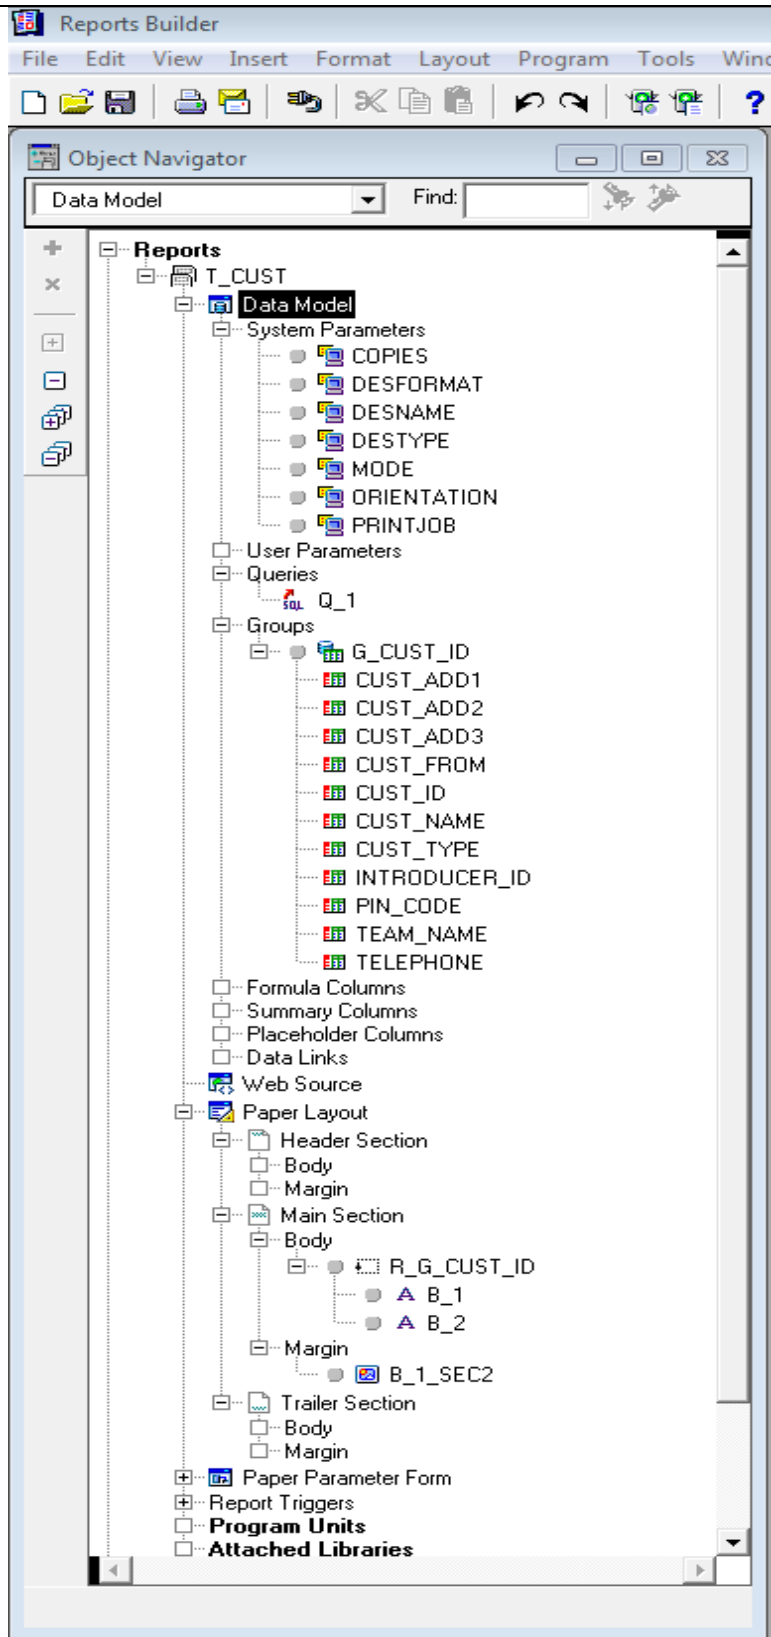 Reports Builder
File Edit View Insert Format Layout Program Tools Winc
?
Object Navigator
Data Model Find:
Reports
T_CUST
Data Model
System Parameters
COPIES
DESFORMAT
DESNAME
DESTYPE
MODE
ORIENTATION
PRINTJOB
User Parameters
Queries
SQL Q_1
Groups
G_CUST_ID
CUST_ADD1
CUST_ADD2
CUST_ADD3
CUST_FROM
CUST_ID
CUST_NAME
CUST_TYPE
INTRODUCER_ID
PIN_CODE
TEAM_NAME
TELEPHONE
Formula Columns
Summary Columns
Placeholder Columns
Data Links
Web Source
Paper Layout
Header Section
Body
Margin
Main Section
Body
R_G_CUST_ID
A B_1
A B_2
Margin
B_1_SEC2
Trailer Section
Body
Margin
Paper Parameter Form
Report Triggers
Program Units
Attached Libraries